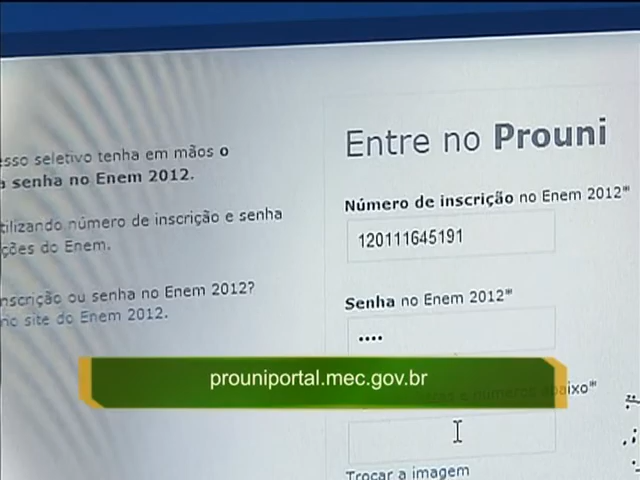 esso seletivo tenha em mãos o
a senha no Enem 2012.
tilizando número de inscrição e senha
ções do Enem.
nscrição ou senha no Enem 2012?
no site do Enem 2012.
Entre no Prouni
Número de inscrição no Enem 2012*
120111645191
Senha no Enem 2012*
••••
e números abaixo*
Trocar a imagem
prouniportal.mec.gov.br